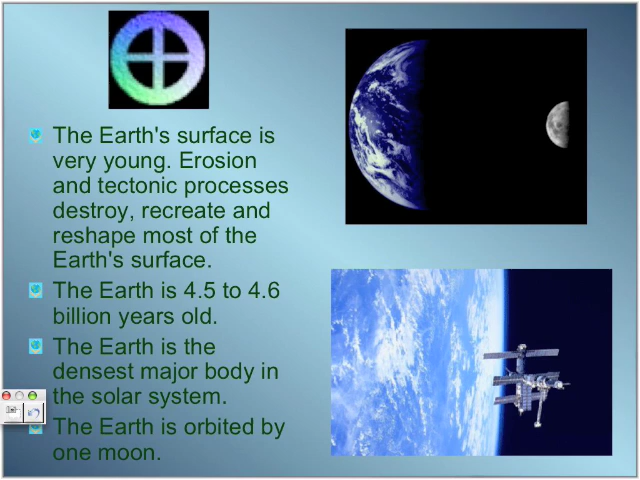 The Earth's surface is
very young. Erosion
and tectonic processes
destroy, recreate and
reshape most of the
Earth's surface.
The Earth is 4.5 to 4.6
billion years old.
The Earth is the
densest major body in
the solar system.
The Earth is orbited by
one moon.